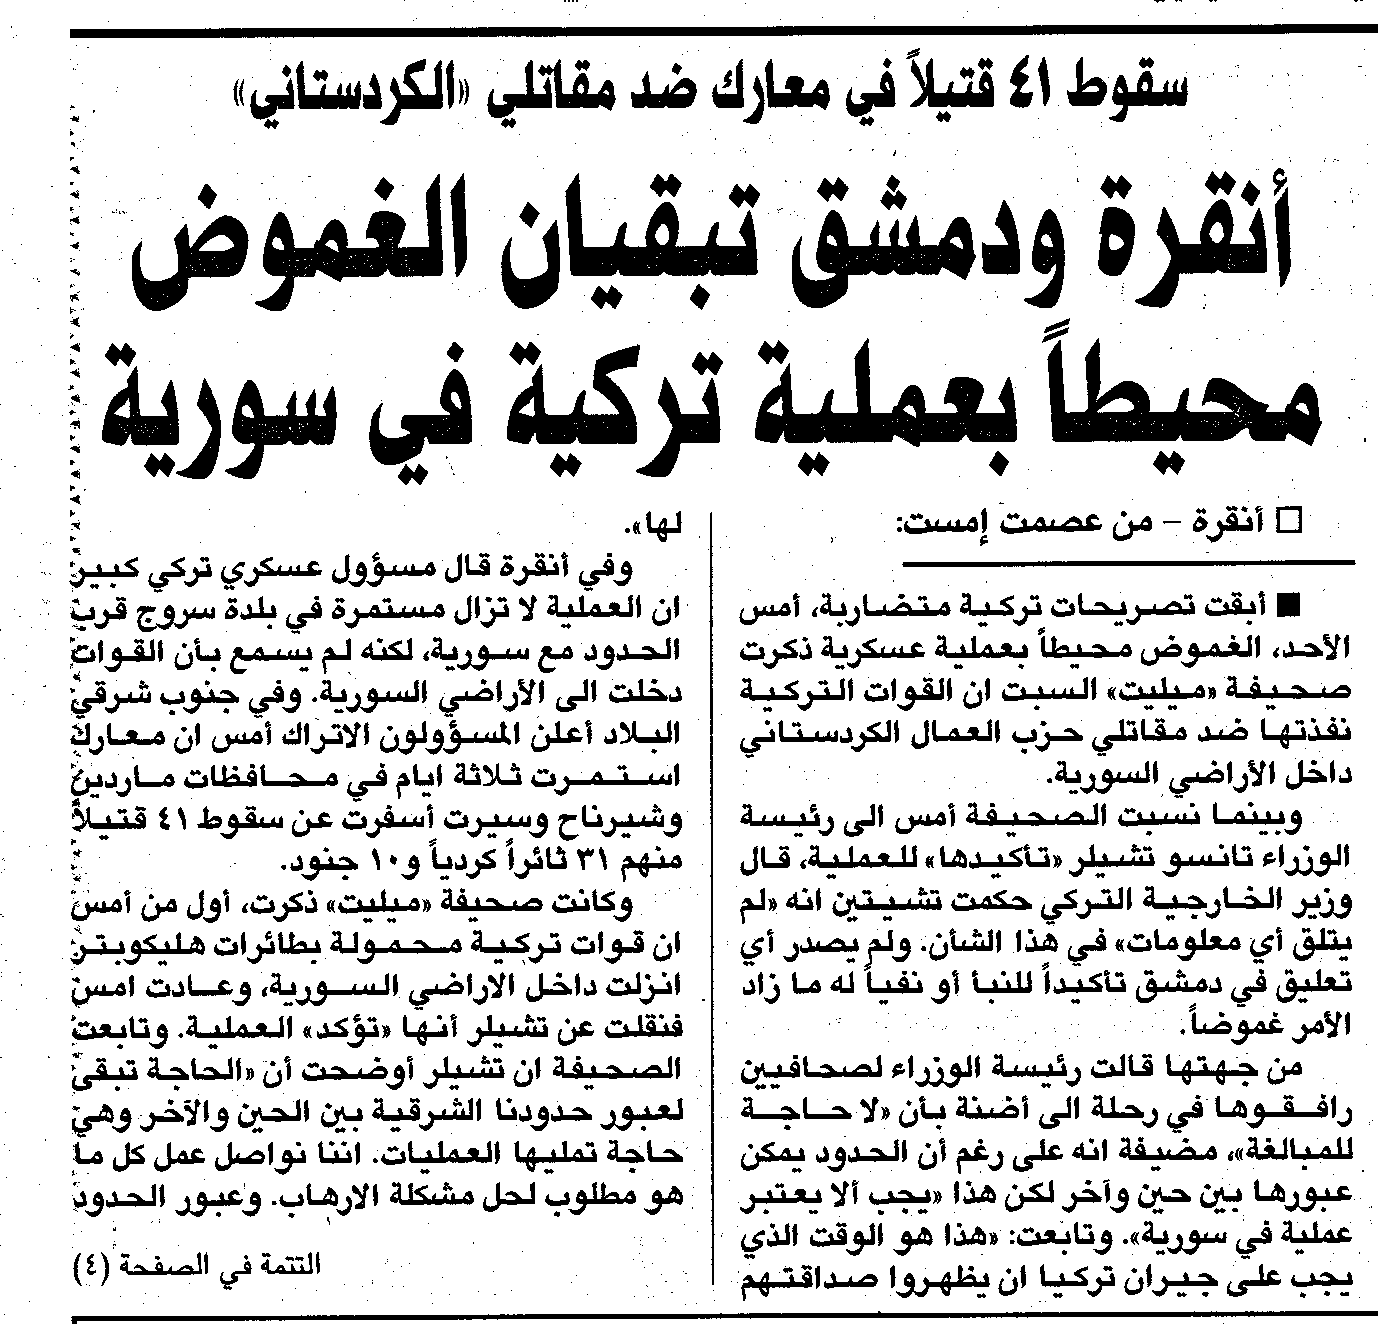 سقوط ٤١ قتيلاً في معارك ضد مقاتلي «الكردستاني»
أنقرة ودمشق تبقيان الغموض
محيطاً بعملية تركية في سورية
□ أنقرة – من عصمت إمست:
■ أبقت تصريحات تركية متضاربة، أمس
الأحد، الغموض محيطاً بعملية عسكرية ذكرت
صحيفة «ميليت» السبت ان القوات التركية
نفذتها ضد مقاتلي حزب العمال الكردستاني
داخل الأراضي السورية.
وبينما نسبت الصحيفة أمس الى رئيسة
الوزراء تانسو تشيلر «تأكيدها» للعملية، قال
وزير الخارجية التركي حكمت تشيتين انه «لم
يتلق أي معلومات» في هذا الشأن. ولم يصدر أي
تعليق في دمشق تأكيداً للنبأ أو نفياً له ما زاد
الأمر غموضاً.
من جهتها قالت رئيسة الوزراء لصحافيين
رافقوها في رحلة الى أضنة بأن «لا حاجة
للمبالغة»، مضيفة انه على رغم أن الحدود يمكن
عبورها بين حين وآخر لكن هذا «يجب ألا يعتبر
عملية في سورية». وتابعت: «هذا هو الوقت الذي
يجب على جيران تركيا ان يظهروا صداقتهم
لها».
وفي أنقرة قال مسؤول عسكري تركي كبير
ان العملية لا تزال مستمرة في بلدة سروج قرب
الحدود مع سورية، لكنه لم يسمع بأن القوات
دخلت الى الأراضي السورية. وفي جنوب شرقي
البلاد أعلن المسؤولون الاتراك أمس ان معارك
استمرت ثلاثة ايام في محافظات ماردين
وشيرناح وسيرت أسفرت عن سقوط ٤١ قتيلاً
منهم ٣١ ثائراً كردياً و١٠ جنود.
وكانت صحيفة «ميليت» ذكرت، أول من أمس
ان قوات تركية محمولة بطائرات هليكوبتر
انزلت داخل الاراضي السورية، وعادت امس
فنقلت عن تشيلر أنها «تؤكد» العملية. وتابعت
الصحيفة ان تشيلر أوضحت أن «الحاجة تبقى
لعبور حدودنا الشرقية بين الحين والآخر وهي
حاجة تمليها العمليات. اننا نواصل عمل كل ما
هو مطلوب لحل مشكلة الارهاب. وعبور الحدود
التتمة في الصفحة (٤)